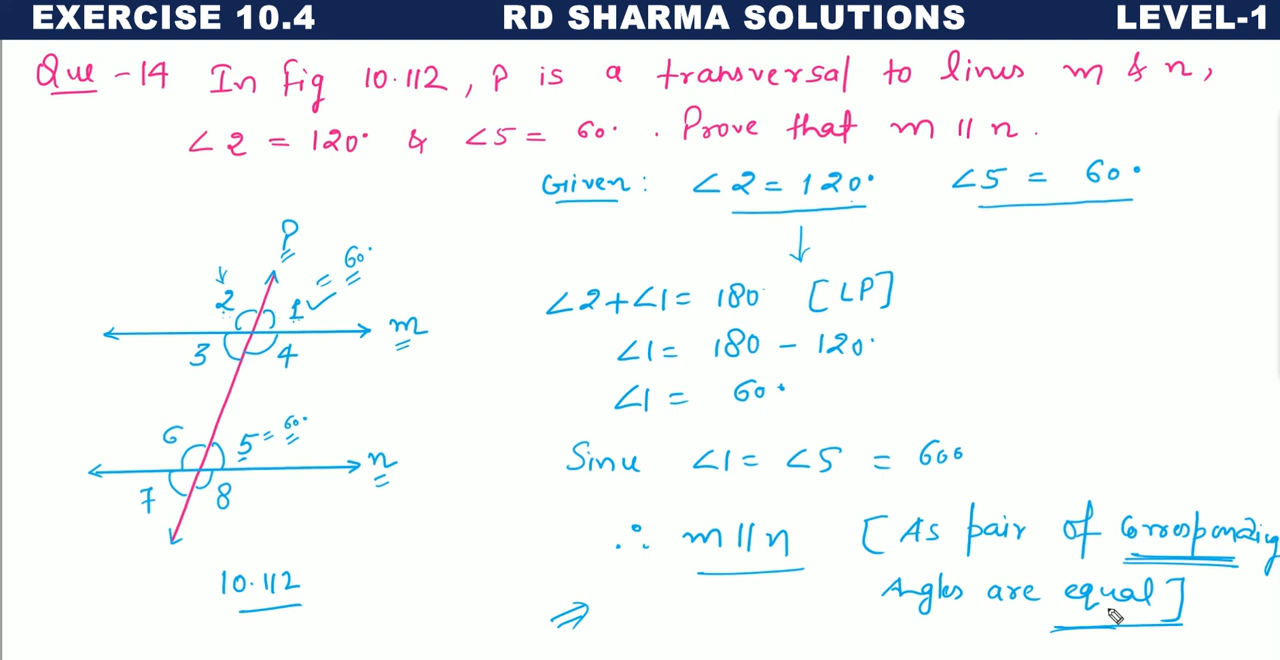 EXERCISE 10.4 RD SHARMA SOLUTIONS LEVEL-1
Que -14 In fig 10.112, P is a transversal to lines m & n,
∠2 = 120° & ∠5 = 60°. Prove that m || n.
Given: ∠2 = 120° ∠5 = 60°
P
= 60°
2 1 ✓
m
3 4
∠2+∠1 = 180 [LP]
∠1 = 180 - 120°
∠1 = 60°
6 5 = 60°
n
7 8
10.112
Since ∠1 = ∠5 = 60°
∴ m || n [As pair of Corresponding
Angles are equal]
⇒